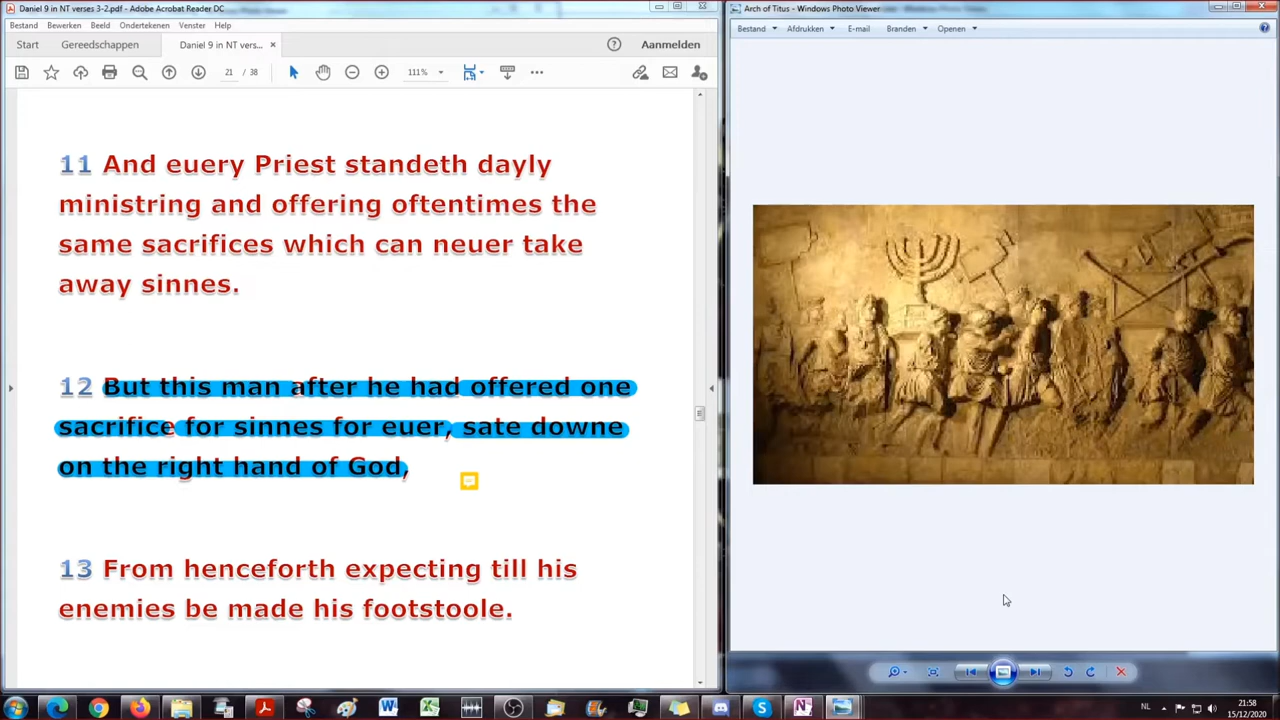 Daniel 9 in NT verses 3-2.pdf - Adobe Acrobat Reader DC
Bestand Bewerken Beeld Ondertekenen Venster Help
Start Gereedschappen Daniel 9 in NT vers... × Aanmelden
21 / 38 111%
11 And euery Priest standeth dayly
ministring and offering oftentimes the
same sacrifices which can neuer take
away sinnes.
12 But this man after he had offered one
sacrifice for sinnes for euer, sate downe
on the right hand of God,
13 From henceforth expecting till his
enemies be made his footstoole.
Arch of Titus - Windows Photo Viewer
Bestand Afdrukken E-mail Branden Openen
NL 21:58
15/12/2020